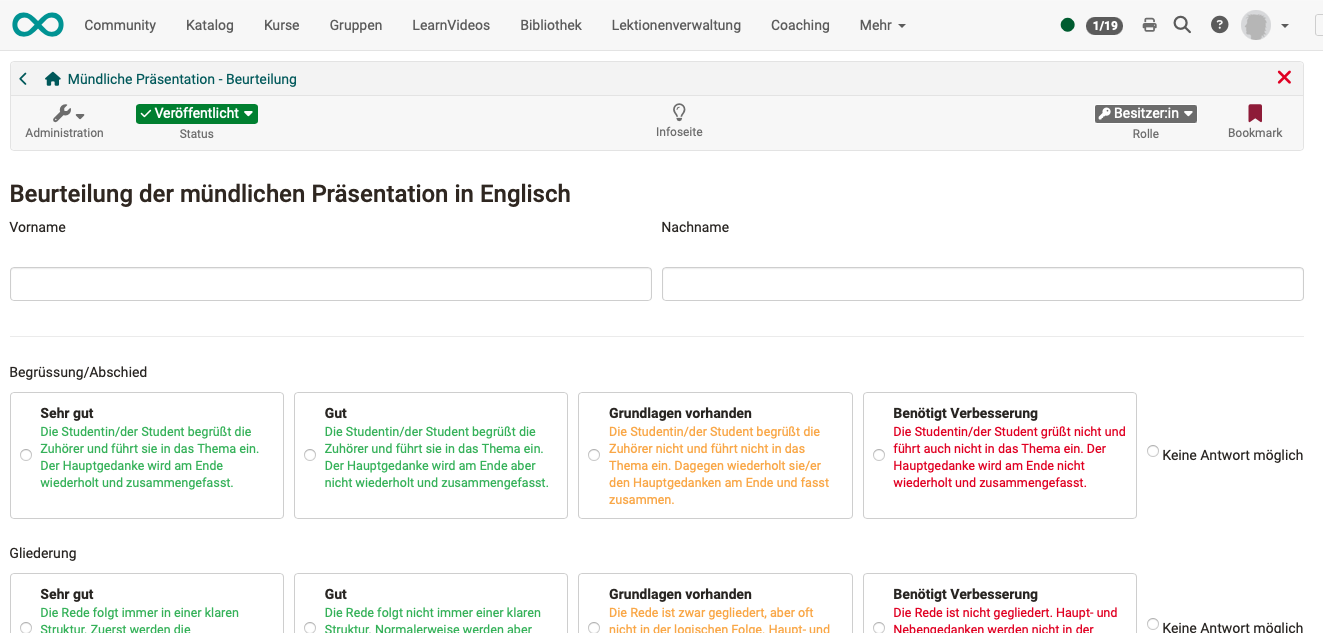 Community Katalog Kurse Gruppen LearnVideos Bibliothek Lektionenverwaltung Coaching Mehr 1/19 ?
Mündliche Präsentation - Beurteilung
Administration
Veröffentlicht
Status
Infoseite
Besitzer:in
Rolle
Bookmark
Beurteilung der mündlichen Präsentation in Englisch
Vorname
Nachname
Begrüssung/Abschied
Sehr gut
Die Studentin/der Student begrüßt die
Zuhörer und führt sie in das Thema ein.
Der Hauptgedanke wird am Ende
wiederholt und zusammengefasst.
Gut
Die Studentin/der Student begrüßt die
Zuhörer und führt sie in das Thema ein.
Der Hauptgedanke wird am Ende aber
nicht wiederholt und zusammengefasst.
Grundlagen vorhanden
Die Studentin/der Student begrüßt die
Zuhörer nicht und führt nicht in das
Thema ein. Dagegen wiederholt sie/er
den Hauptgedanken am Ende und fasst
zusammen.
Benötigt Verbesserung
Die Studentin/der Student grüßt nicht und
führt auch nicht in das Thema ein. Der
Hauptgedanke wird am Ende nicht
wiederholt und zusammengefasst.
Keine Antwort möglich
Gliederung
Sehr gut
Die Rede folgt immer in einer klaren
Struktur. Zuerst werden die
Gut
Die Rede folgt nicht immer einer klaren
Struktur. Normalerweise werden aber
Grundlagen vorhanden
Die Rede ist zwar gegliedert, aber oft
nicht in der logischen Folge. Haupt- und
Benötigt Verbesserung
Die Rede ist nicht gegliedert. Haupt- und
Nebengedanken werden nicht in der
Keine Antwort möglich